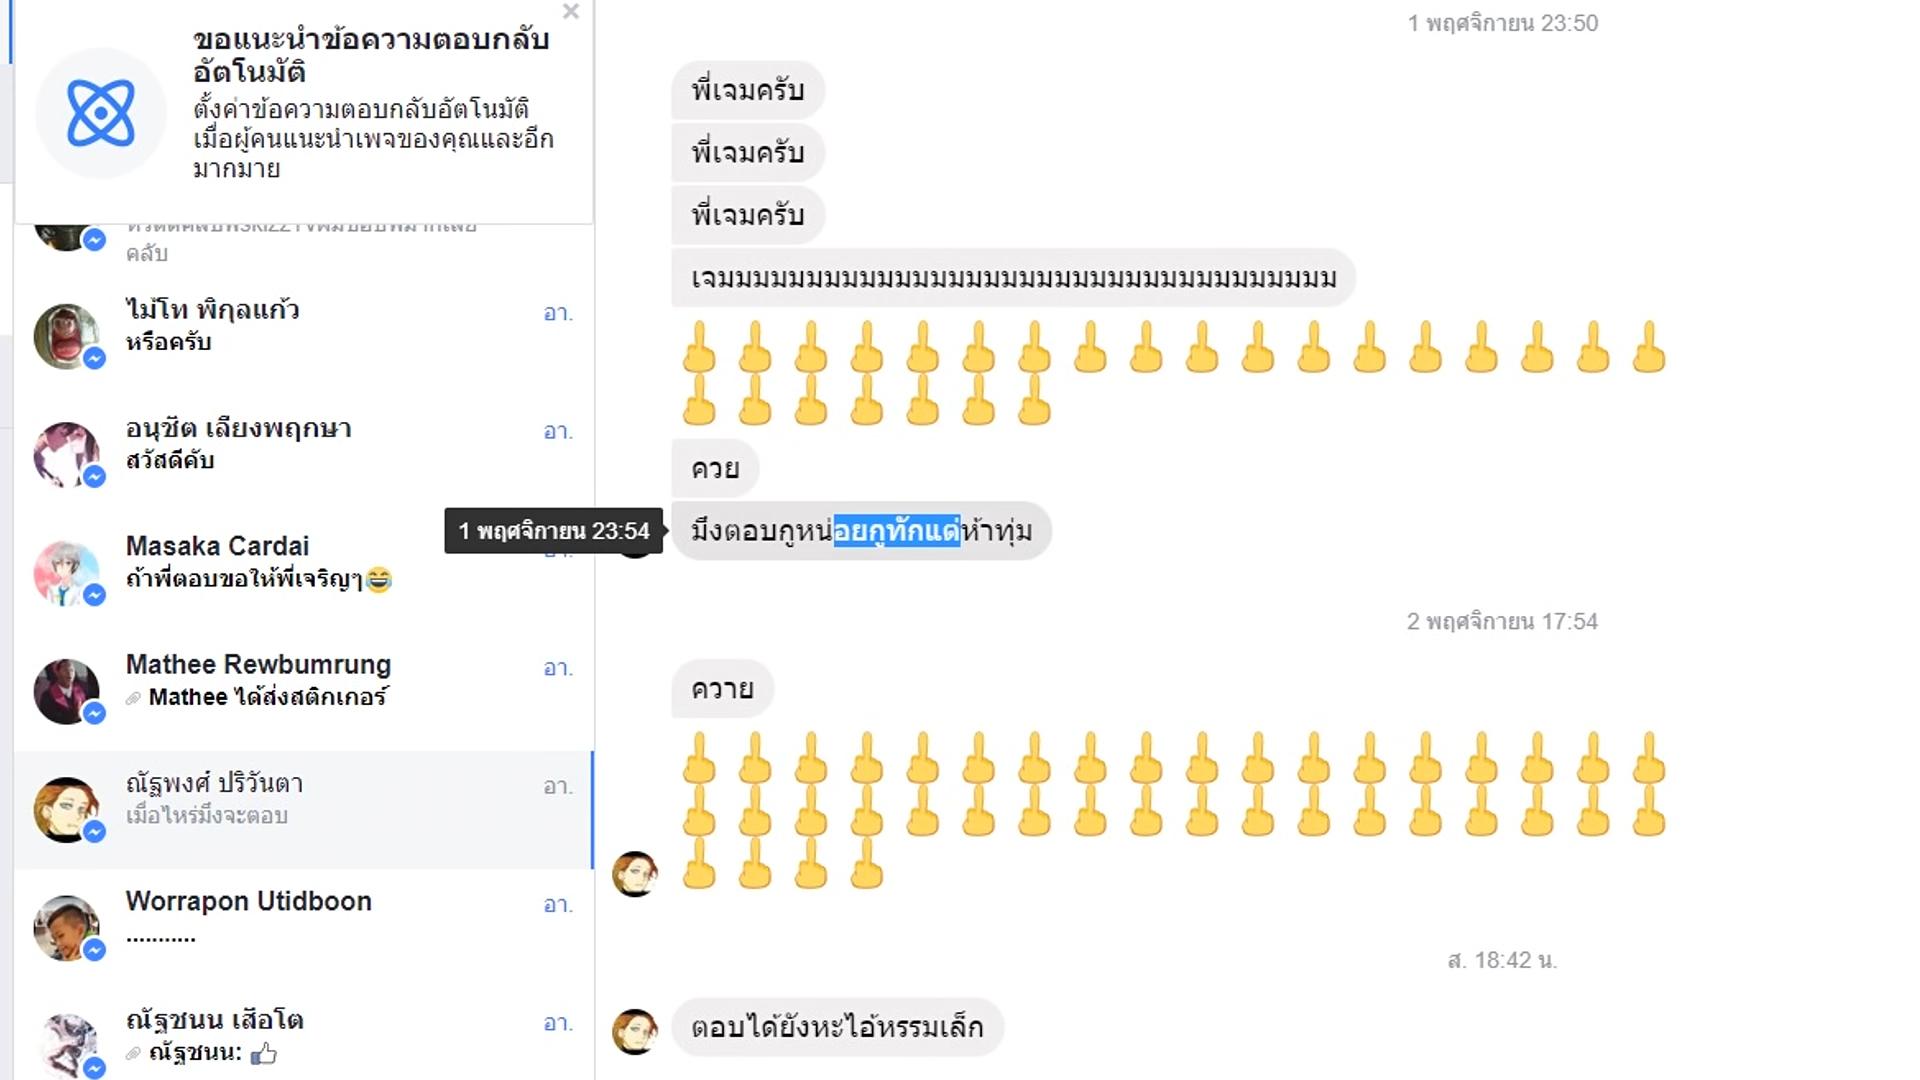 ขอแนะนำข้อความตอบกลับ
อัตโนมัติ
ตั้งค่าข้อความตอบกลับอัตโนมัติ
เมื่อผู้คนแนะนำเพจของคุณและอีก
มากมาย
คลับ
ไม้โท พิกุลแก้ว
อา.
หรือครับ
อนุชิต เลียงพฤกษา
อา.
สวัสดีคับ
Masaka Cardai
ถ้าพี่ตอบขอให้พี่เจริญๆ😂
Mathee Rewbumrung
อา.
Mathee ได้ส่งสติกเกอร์
ณัฐพงศ์ ปริวันตา
อา.
เมื่อไหร่มึงจะตอบ
Worrapon Utidboon
อา.
...........
ณัฐชนน เสือโต
อา.
ณัฐชนน: 👍
1 พฤศจิกายน 23:50
พี่เจมครับ
พี่เจมครับ
พี่เจมครับ
เจมมมมมมมมมมมมมมมมมมมมมมมมมมมมมมมมมมม
🖕🖕🖕🖕🖕🖕🖕🖕🖕🖕🖕🖕🖕🖕🖕🖕🖕🖕
🖕🖕🖕🖕🖕🖕🖕
ควย
1 พฤศจิกายน 23:54
มึงตอบกูหน่อยกูทักแต่ห้าทุ่ม
2 พฤศจิกายน 17:54
ควาย
🖕🖕🖕🖕🖕🖕🖕🖕🖕🖕🖕🖕🖕🖕🖕🖕🖕🖕
🖕🖕🖕🖕🖕🖕🖕🖕🖕🖕🖕🖕🖕🖕🖕🖕🖕🖕
🖕🖕🖕🖕
ส. 18:42 น.
ตอบได้ยังหะไอ้หรรมเล็ก